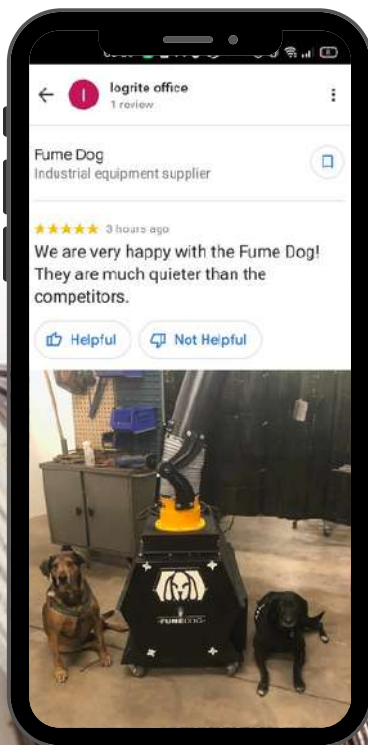 I
logrite office
1 review
Fume Dog
Industrial equipment supplier
3 hours ago
We are very happy with the Fume Dog!
They are much quieter than the
competitors.
Helpful
Not Helpful
FUMEDOG